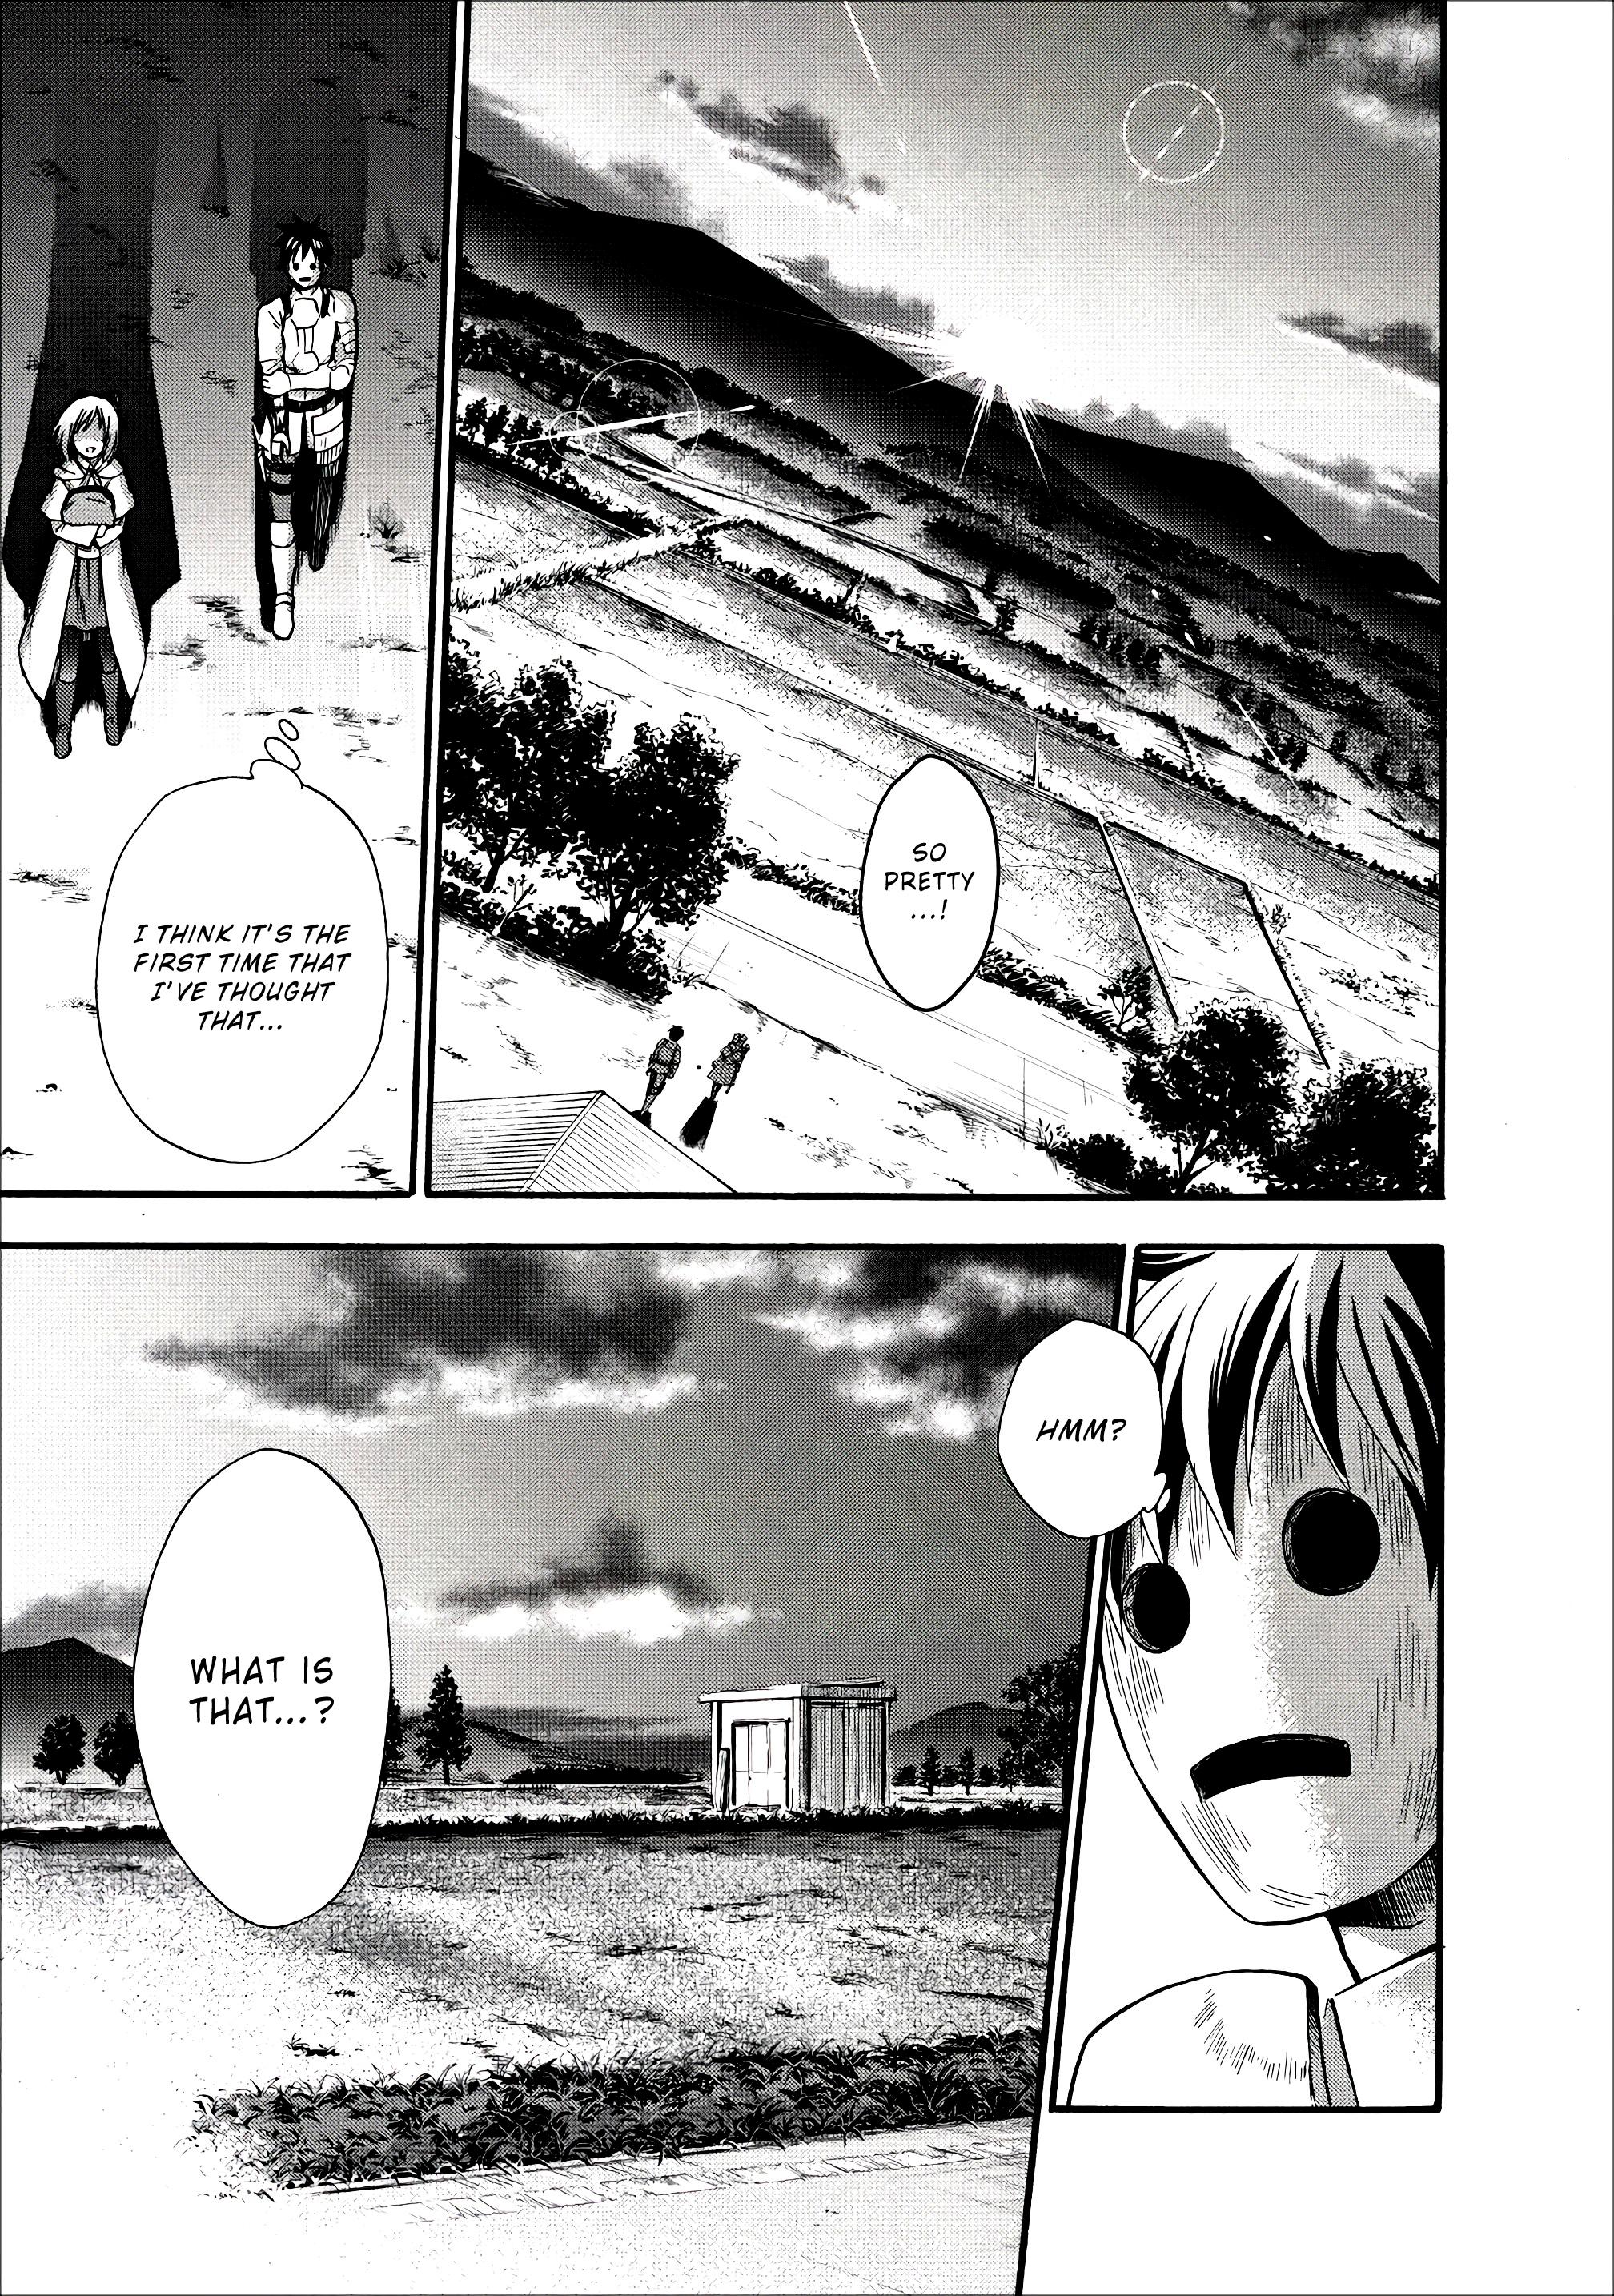 SO
PRETTY
...!
I THINK IT'S THE
FIRST TIME THAT
I'VE THOUGHT
THAT...
HMM?
WHAT IS
THAT...?